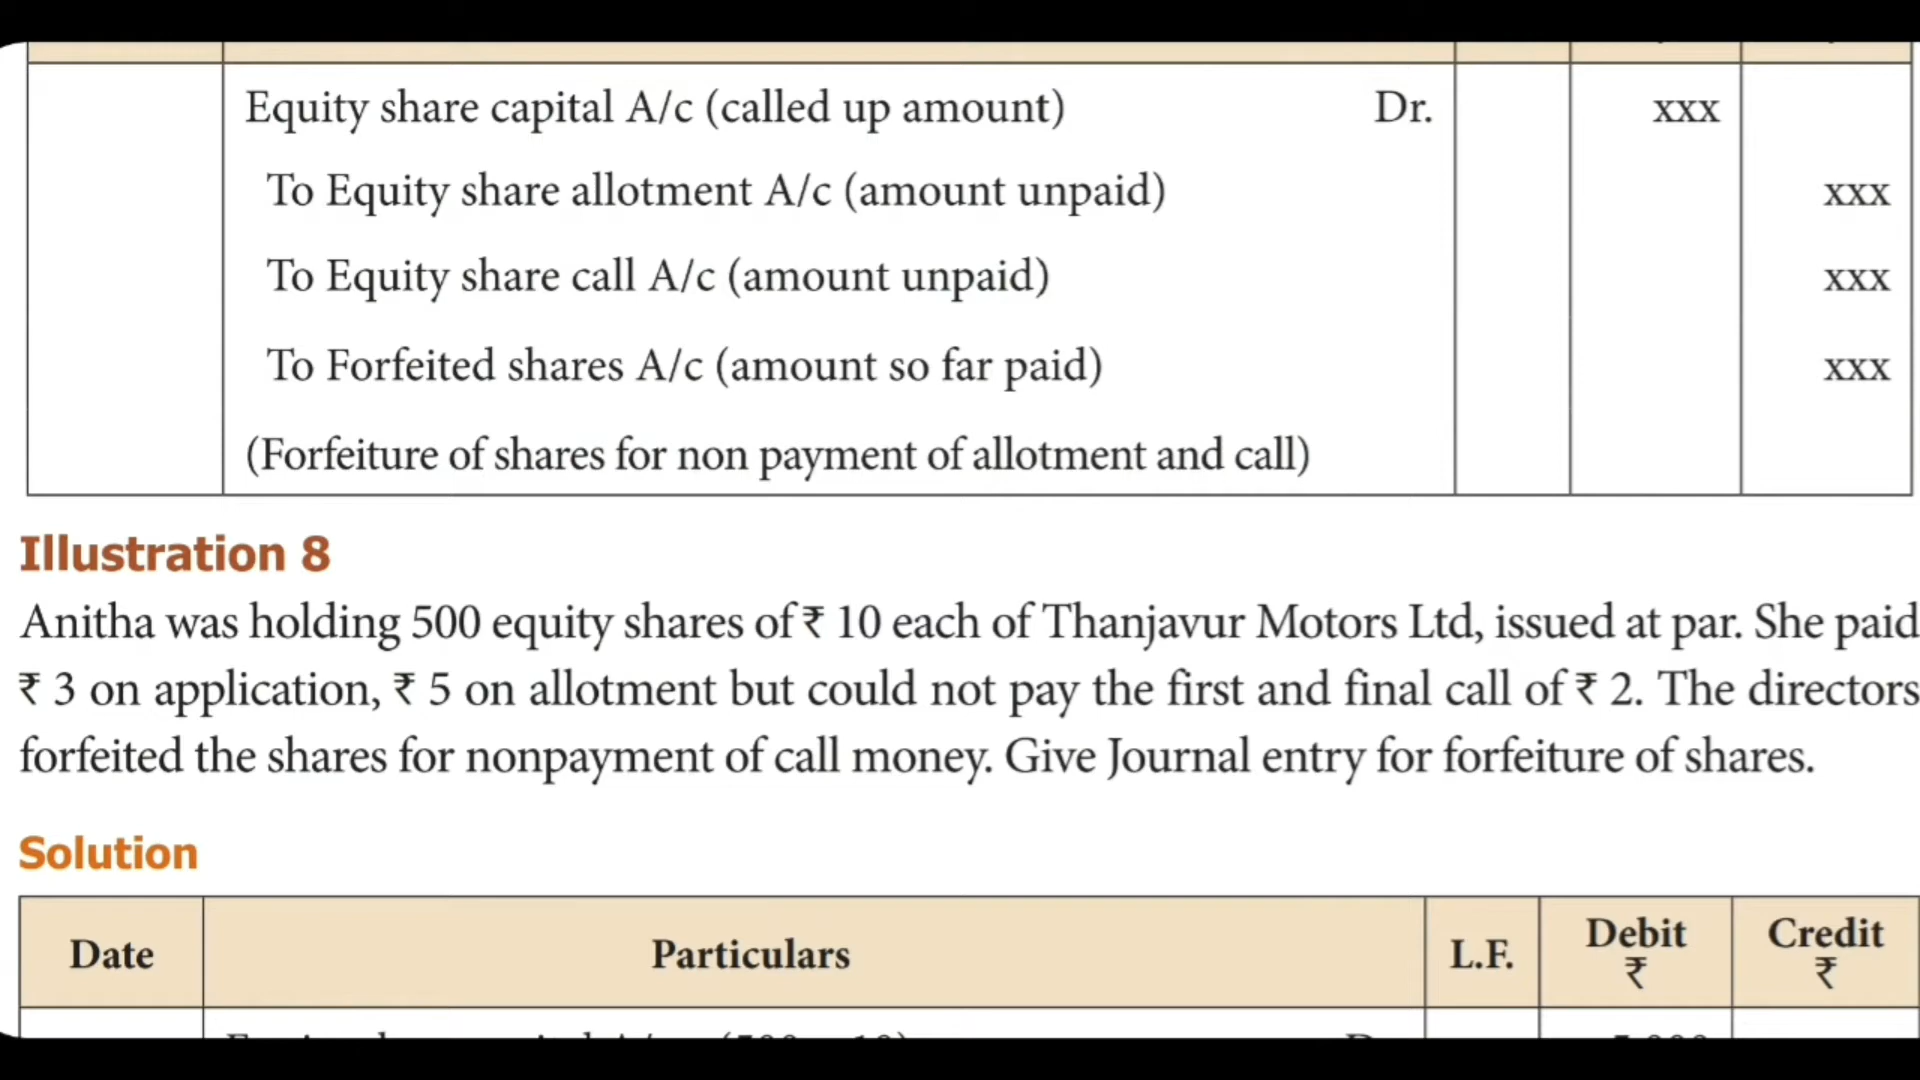 Equity share capital A/c (called up amount) Dr. xxx
To Equity share allotment A/c (amount unpaid) xxx
To Equity share call A/c (amount unpaid) xxx
To Forfeited shares A/c (amount so far paid) xxx
(Forfeiture of shares for non payment of allotment and call)
Illustration 8
Anitha was holding 500 equity shares of ₹ 10 each of Thanjavur Motors Ltd, issued at par. She paid
₹ 3 on application, ₹ 5 on allotment but could not pay the first and final call of ₹ 2. The directors
forfeited the shares for nonpayment of call money. Give Journal entry for forfeiture of shares.
Solution
Date Particulars L.F. Debit ₹ Credit ₹